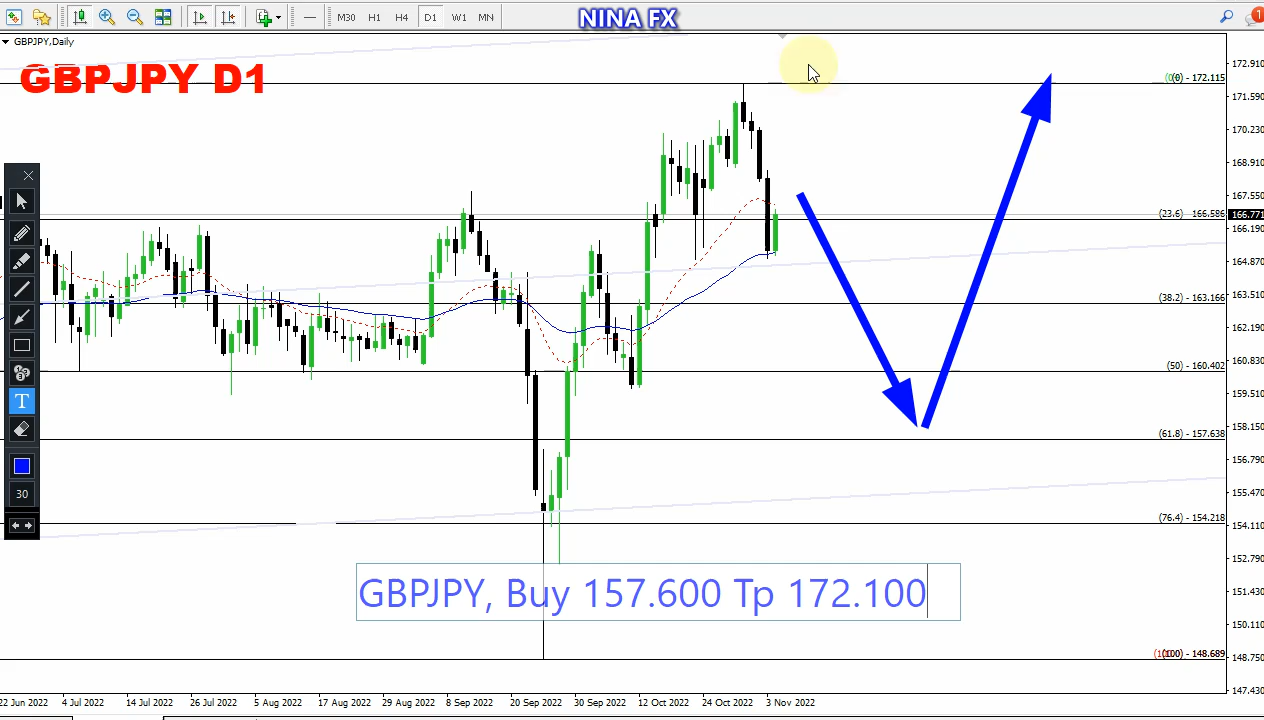 M30 H1 H4 D1 W1 MN
NINA FX
1
GBPJPY,Daily
GBPJPY D1
172.910
(0) - 172.115
171.590
170.230
168.910
167.550
(23.6) - 166.586
166.771
166.190
164.870
(38.2) - 163.166
163.510
162.190
(50) - 160.402
160.830
159.510
T
(61.8) - 157.638
158.150
156.790
30
155.470
(76.4) - 154.218
154.110
152.790
GBPJPY, Buy 157.600 Tp 172.100
151.430
150.110
(100) - 148.689
148.750
147.430
22 Jun 2022 4 Jul 2022 14 Jul 2022 26 Jul 2022 5 Aug 2022 17 Aug 2022 29 Aug 2022 8 Sep 2022 20 Sep 2022 30 Sep 2022 12 Oct 2022 24 Oct 2022 3 Nov 2022